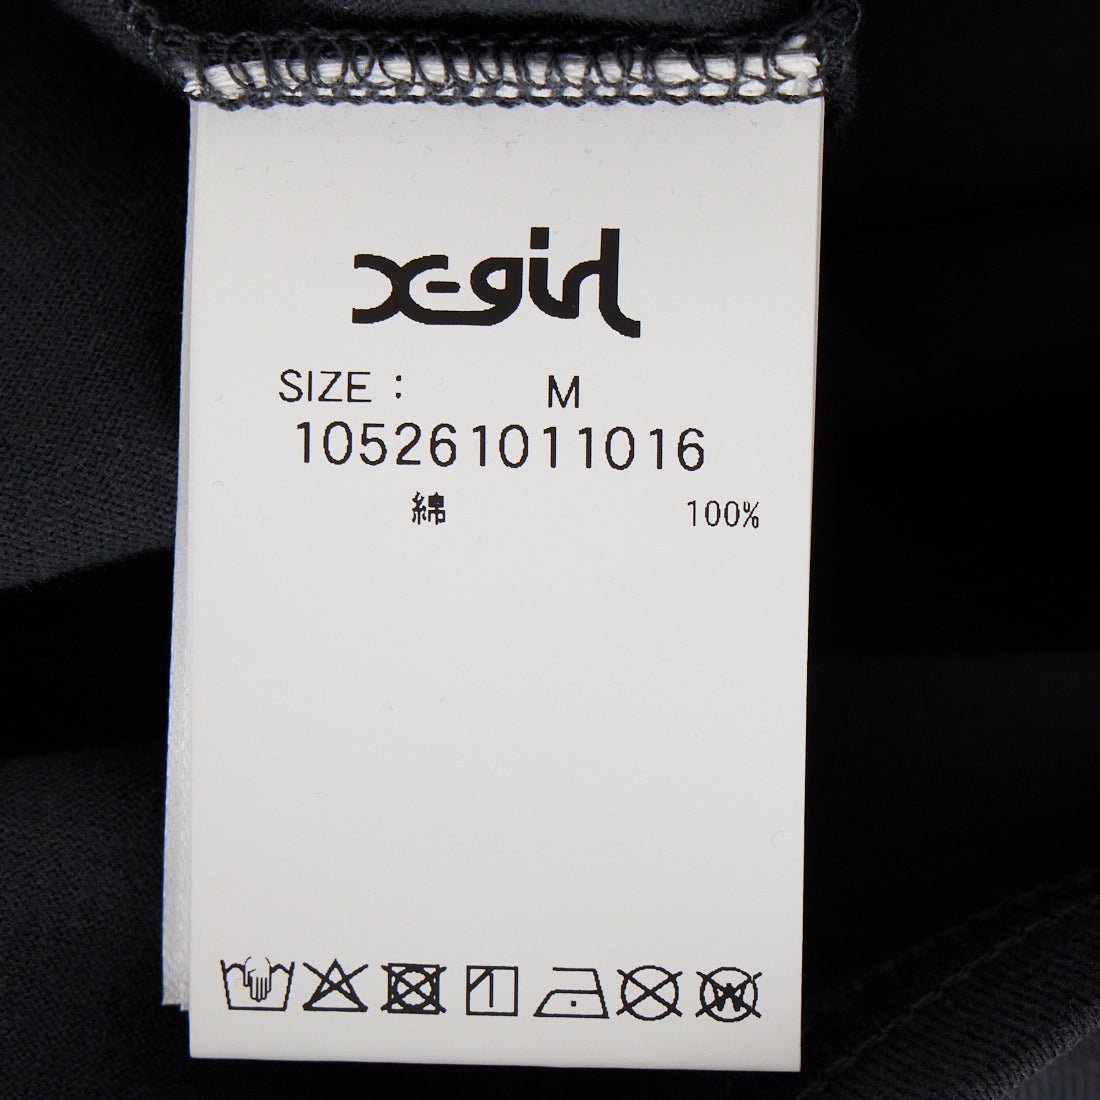 X-girl
SIZE : M
105261011016
綿 100%